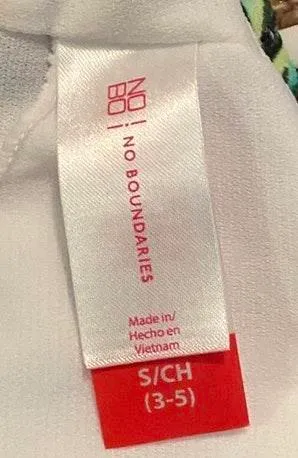 NO!
BO!
NO BOUNDARIES
Made in/
Hecho en
Vietnam
S/CH
(3-5)